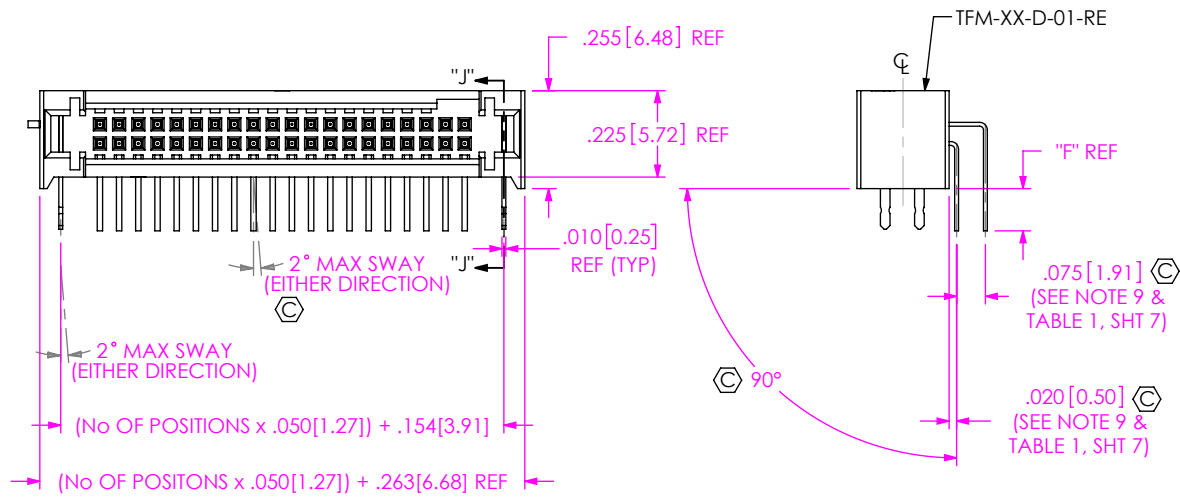 TFM-XX-D-01-RE
.255[6.48] REF
"J"
℄
.225[5.72] REF
"F" REF
.010[0.25]
REF (TYP)
"J"
2° MAX SWAY
(EITHER DIRECTION)
C
.075[1.91] C
(SEE NOTE 9 &
TABLE 1, SHT 7)
2° MAX SWAY
(EITHER DIRECTION)
C 90°
.020[0.50] C
(SEE NOTE 9 &
TABLE 1, SHT 7)
(No OF POSITIONS x .050[1.27]) + .154[3.91]
(No OF POSITONS x .050[1.27]) + .263[6.68] REF